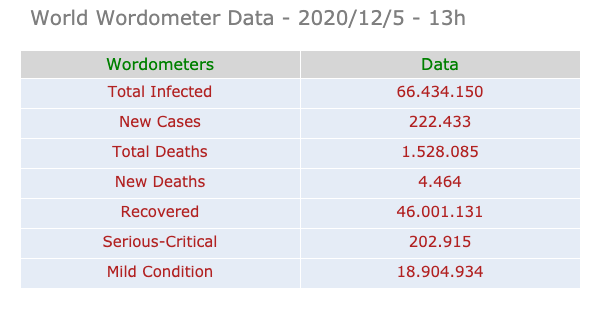 World Wordometer Data - 2020/12/5 - 13h
Wordometers Data
Total Infected 66.434.150
New Cases 222.433
Total Deaths 1.528.085
New Deaths 4.464
Recovered 46.001.131
Serious-Critical 202.915
Mild Condition 18.904.934